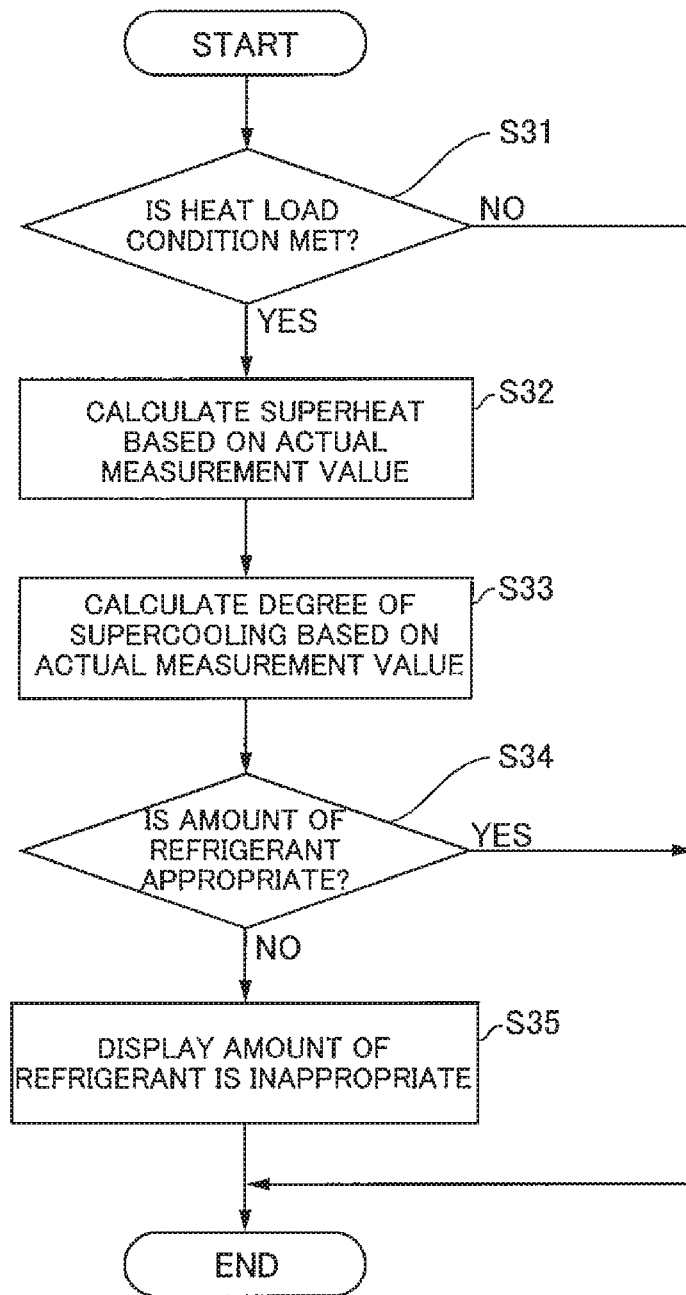 START
S31
IS HEAT LOAD
CONDITION MET?
NO
YES
S32
CALCULATE SUPERHEAT
BASED ON ACTUAL
MEASUREMENT VALUE
S33
CALCULATE DEGREE OF
SUPERCOOLING BASED ON
ACTUAL MEASUREMENT VALUE
S34
IS AMOUNT OF
REFRIGERANT
APPROPRIATE?
YES
NO
S35
DISPLAY AMOUNT OF
REFRIGERANT IS INAPPROPRIATE
END